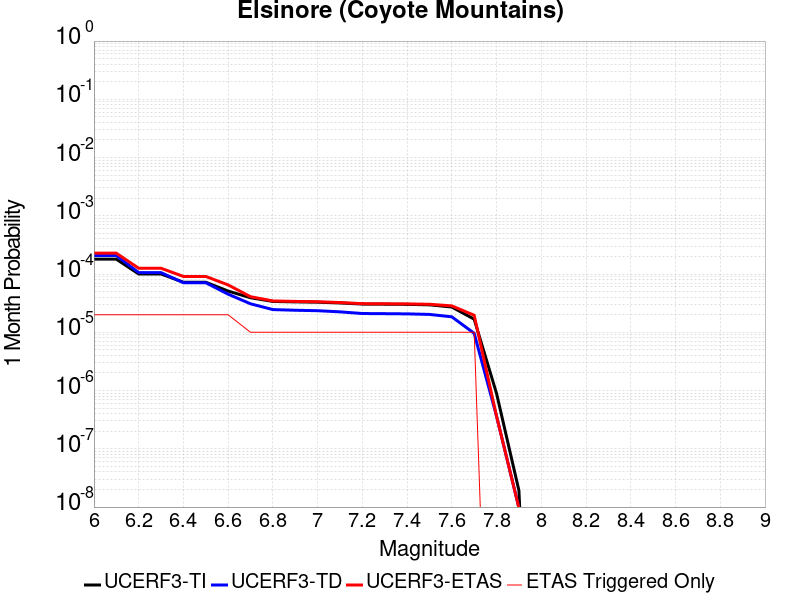 Elsinore (Coyote Mountains)
10^0
10^-1
10^-2
10^-3
10^-4
10^-5
10^-6
10^-7
10^-8
1 Month Probability
6 6.2 6.4 6.6 6.8 7 7.2 7.4 7.6 7.8 8 8.2 8.4 8.6 8.8 9
Magnitude
UCERF3-TI UCERF3-TD UCERF3-ETAS ETAS Triggered Only